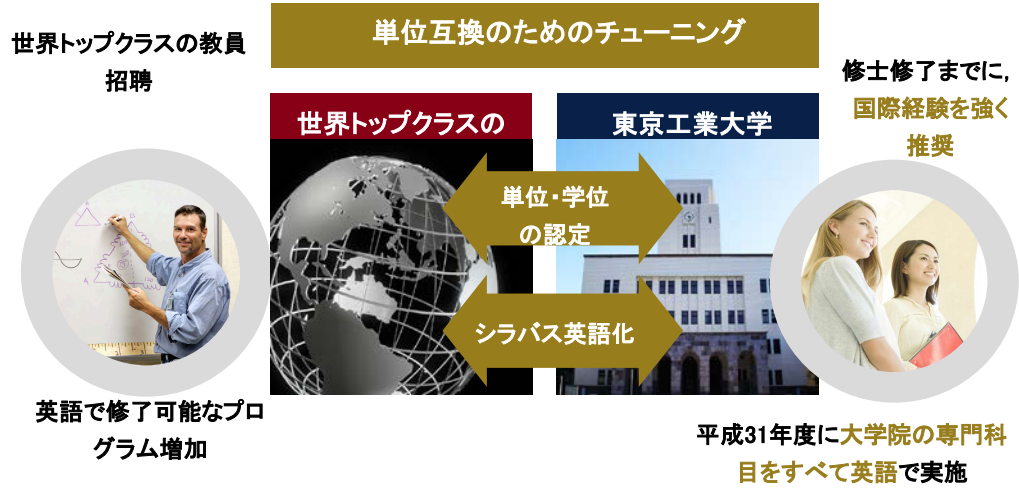 単位互換のためのチューニング
世界トップクラスの教員
招聘
世界トップクラスの
東京工業大学
修士修了までに,
国際経験を強く
推奨
単位・学位
の認定
シラバス英語化
英語で修了可能なプロ
グラム増加
平成31年度に大学院の専門科
目をすべて英語で実施